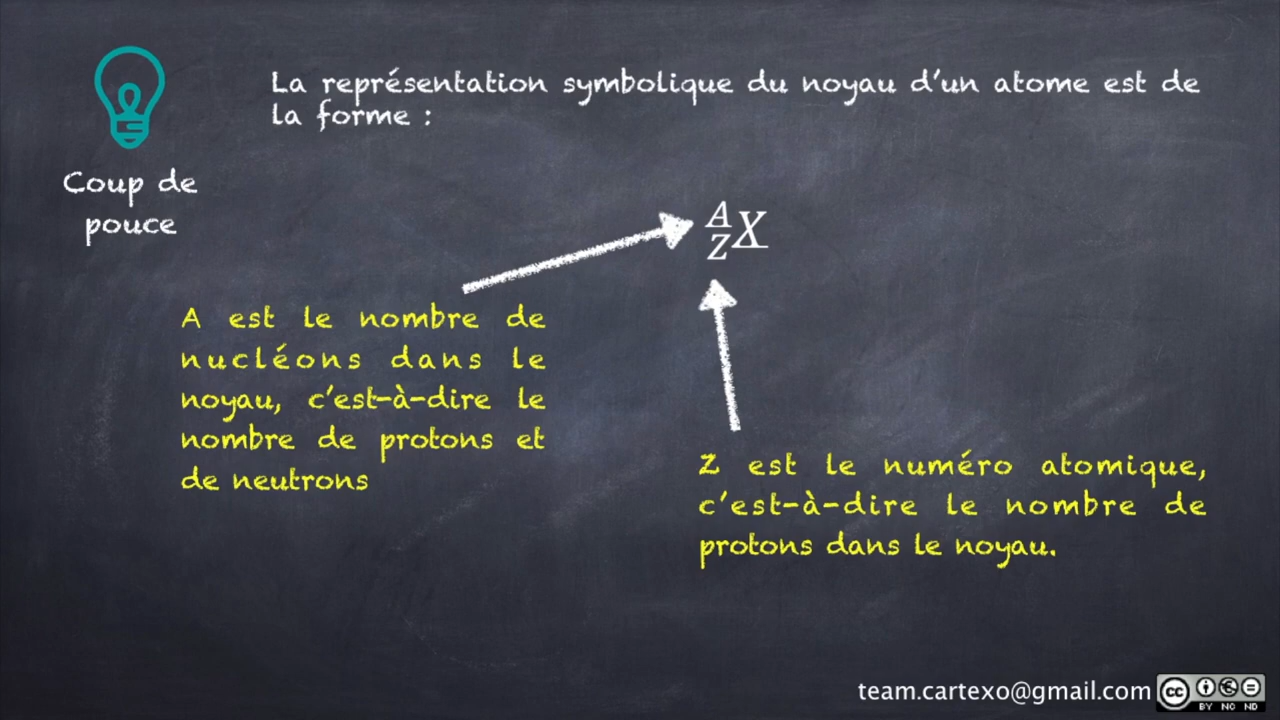 La représentation symbolique du noyau d'un atome est de
la forme :
Coup de
pouce
A
Z
X
A est le nombre de
nucléons dans le
noyau, c'est-à-dire le
nombre de protons et
de neutrons
Z est le numéro atomique,
c'est-à-dire le nombre de
protons dans le noyau.
team.cartexo@gmail.com
cc
BY NC ND